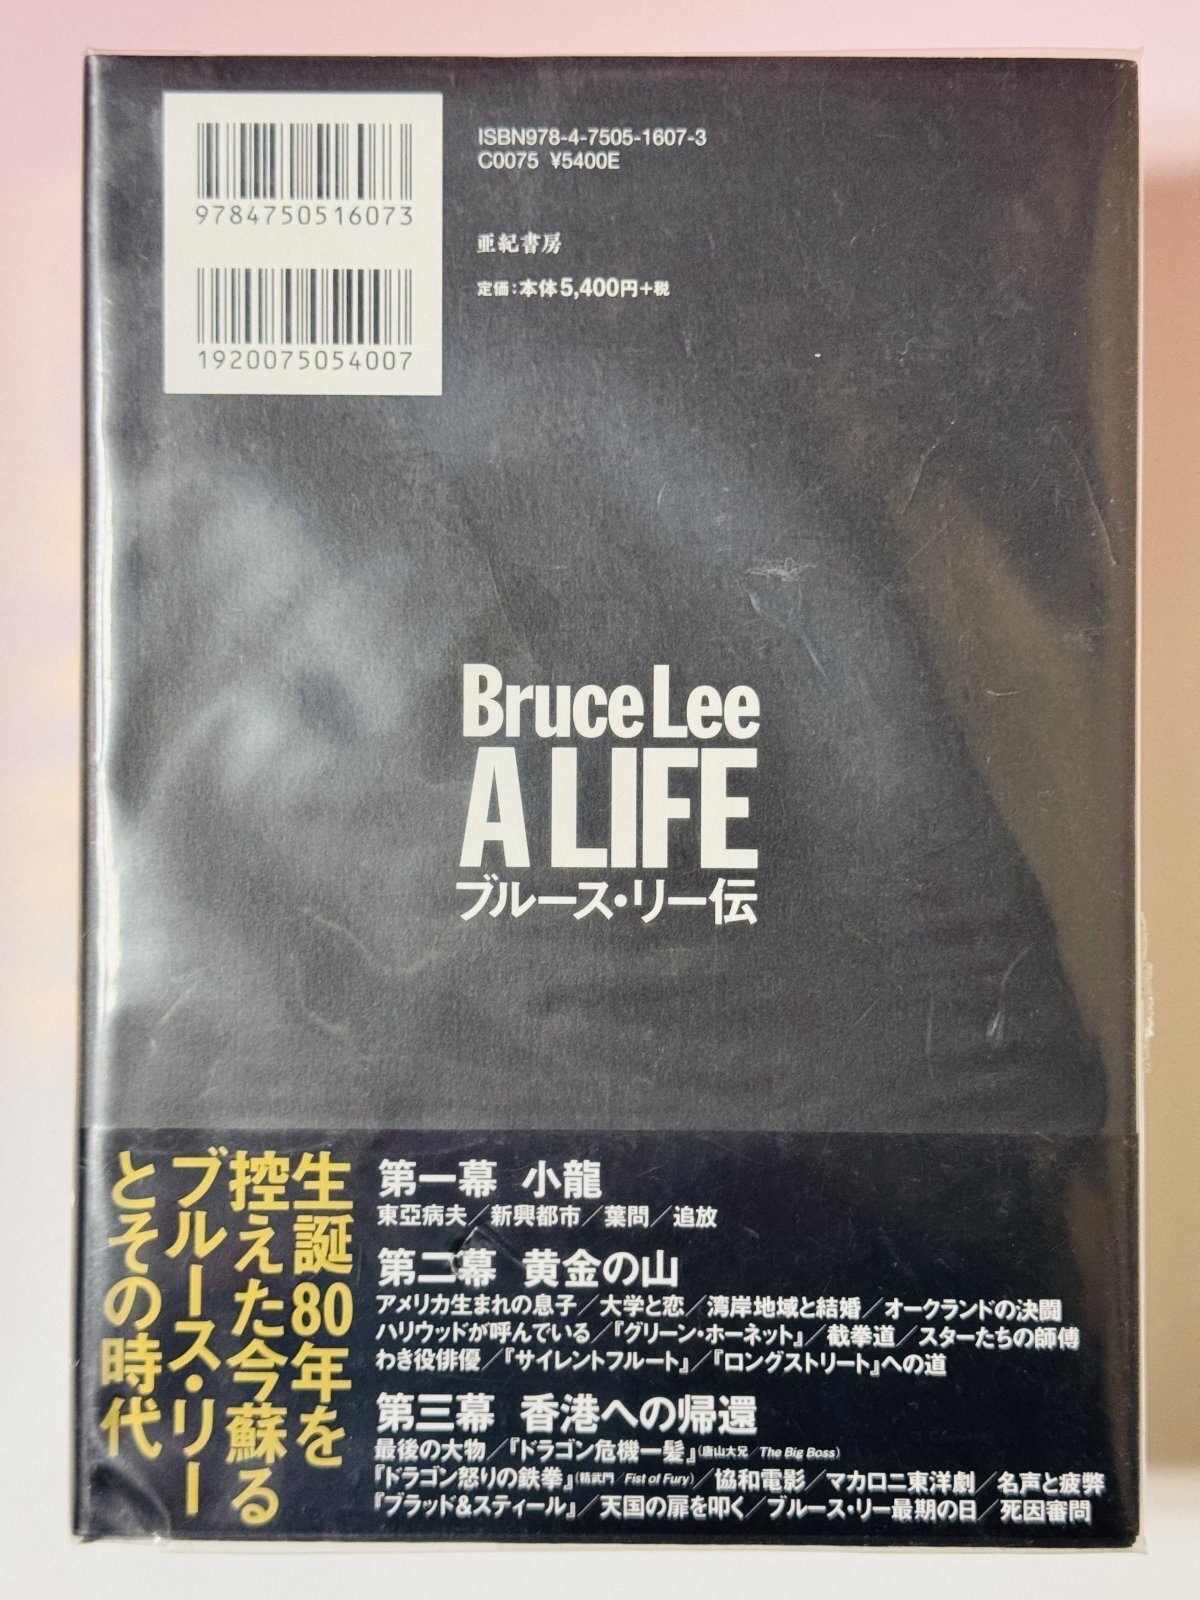 9784750516073
1920075054007
ISBN978-4-7505-1607-3
C0075 ¥5400E
亜紀書房
定価:本体5,400円+税
Bruce Lee
A LIFE
ブルース・リー伝
生誕80年を
控えた今蘇る
ブルース・リー
とその時代
第一幕 小龍
東亞病夫/新興都市/葉問/追放
第二幕 黄金の山
アメリカ生まれの息子/大学と恋/湾岸地域と結婚/オークランドの決闘
ハリウッドが呼んでいる/『グリーン・ホーネット』/截拳道/スターたちの師傅
わき役俳優/『サイレントフルート』/『ロングストリート』への道
第三幕 香港への帰還
最後の大物/『ドラゴン危機一髪』(唐山大兄/The Big Boss)
『ドラゴン怒りの鉄拳』(精武門/Fist of Fury)/協和電影/マカロニ東洋劇/名声と疲弊
『ブラッド&スティール』/天国の扉を叩く/ブルース・リー最期の日/死因審問